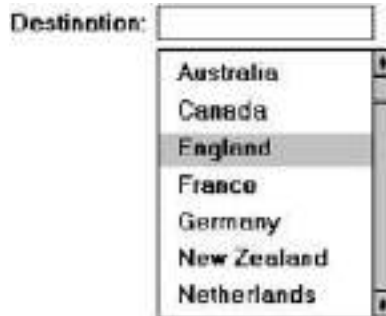 Destination:
Australia
Canada
England
France
Germany
New Zealand
Netherlands